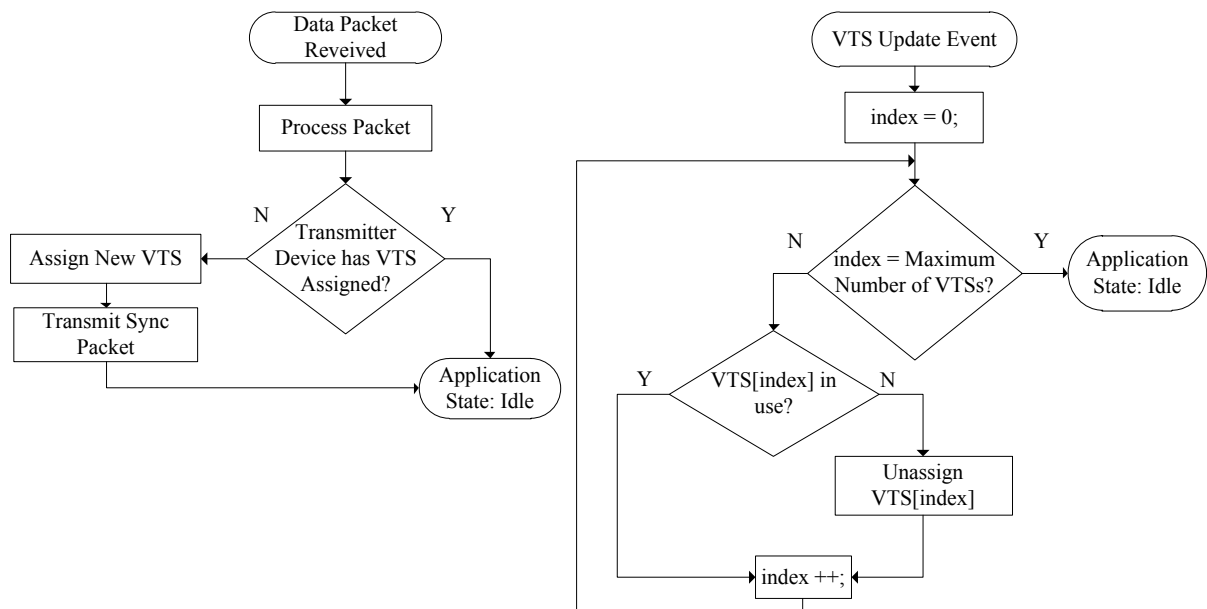 Data Packet
Reveived
Process Packet
N
Y
Transmitter
Device has VTS
Assigned?
Assign New VTS
Transmit Sync
Packet
Application
State: Idle
VTS Update Event
index = 0;
N
Y
index = Maximum
Number of VTSs?
Application
State: Idle
Y
N
VTS[index] in
use?
Unassign
VTS[index]
index ++;